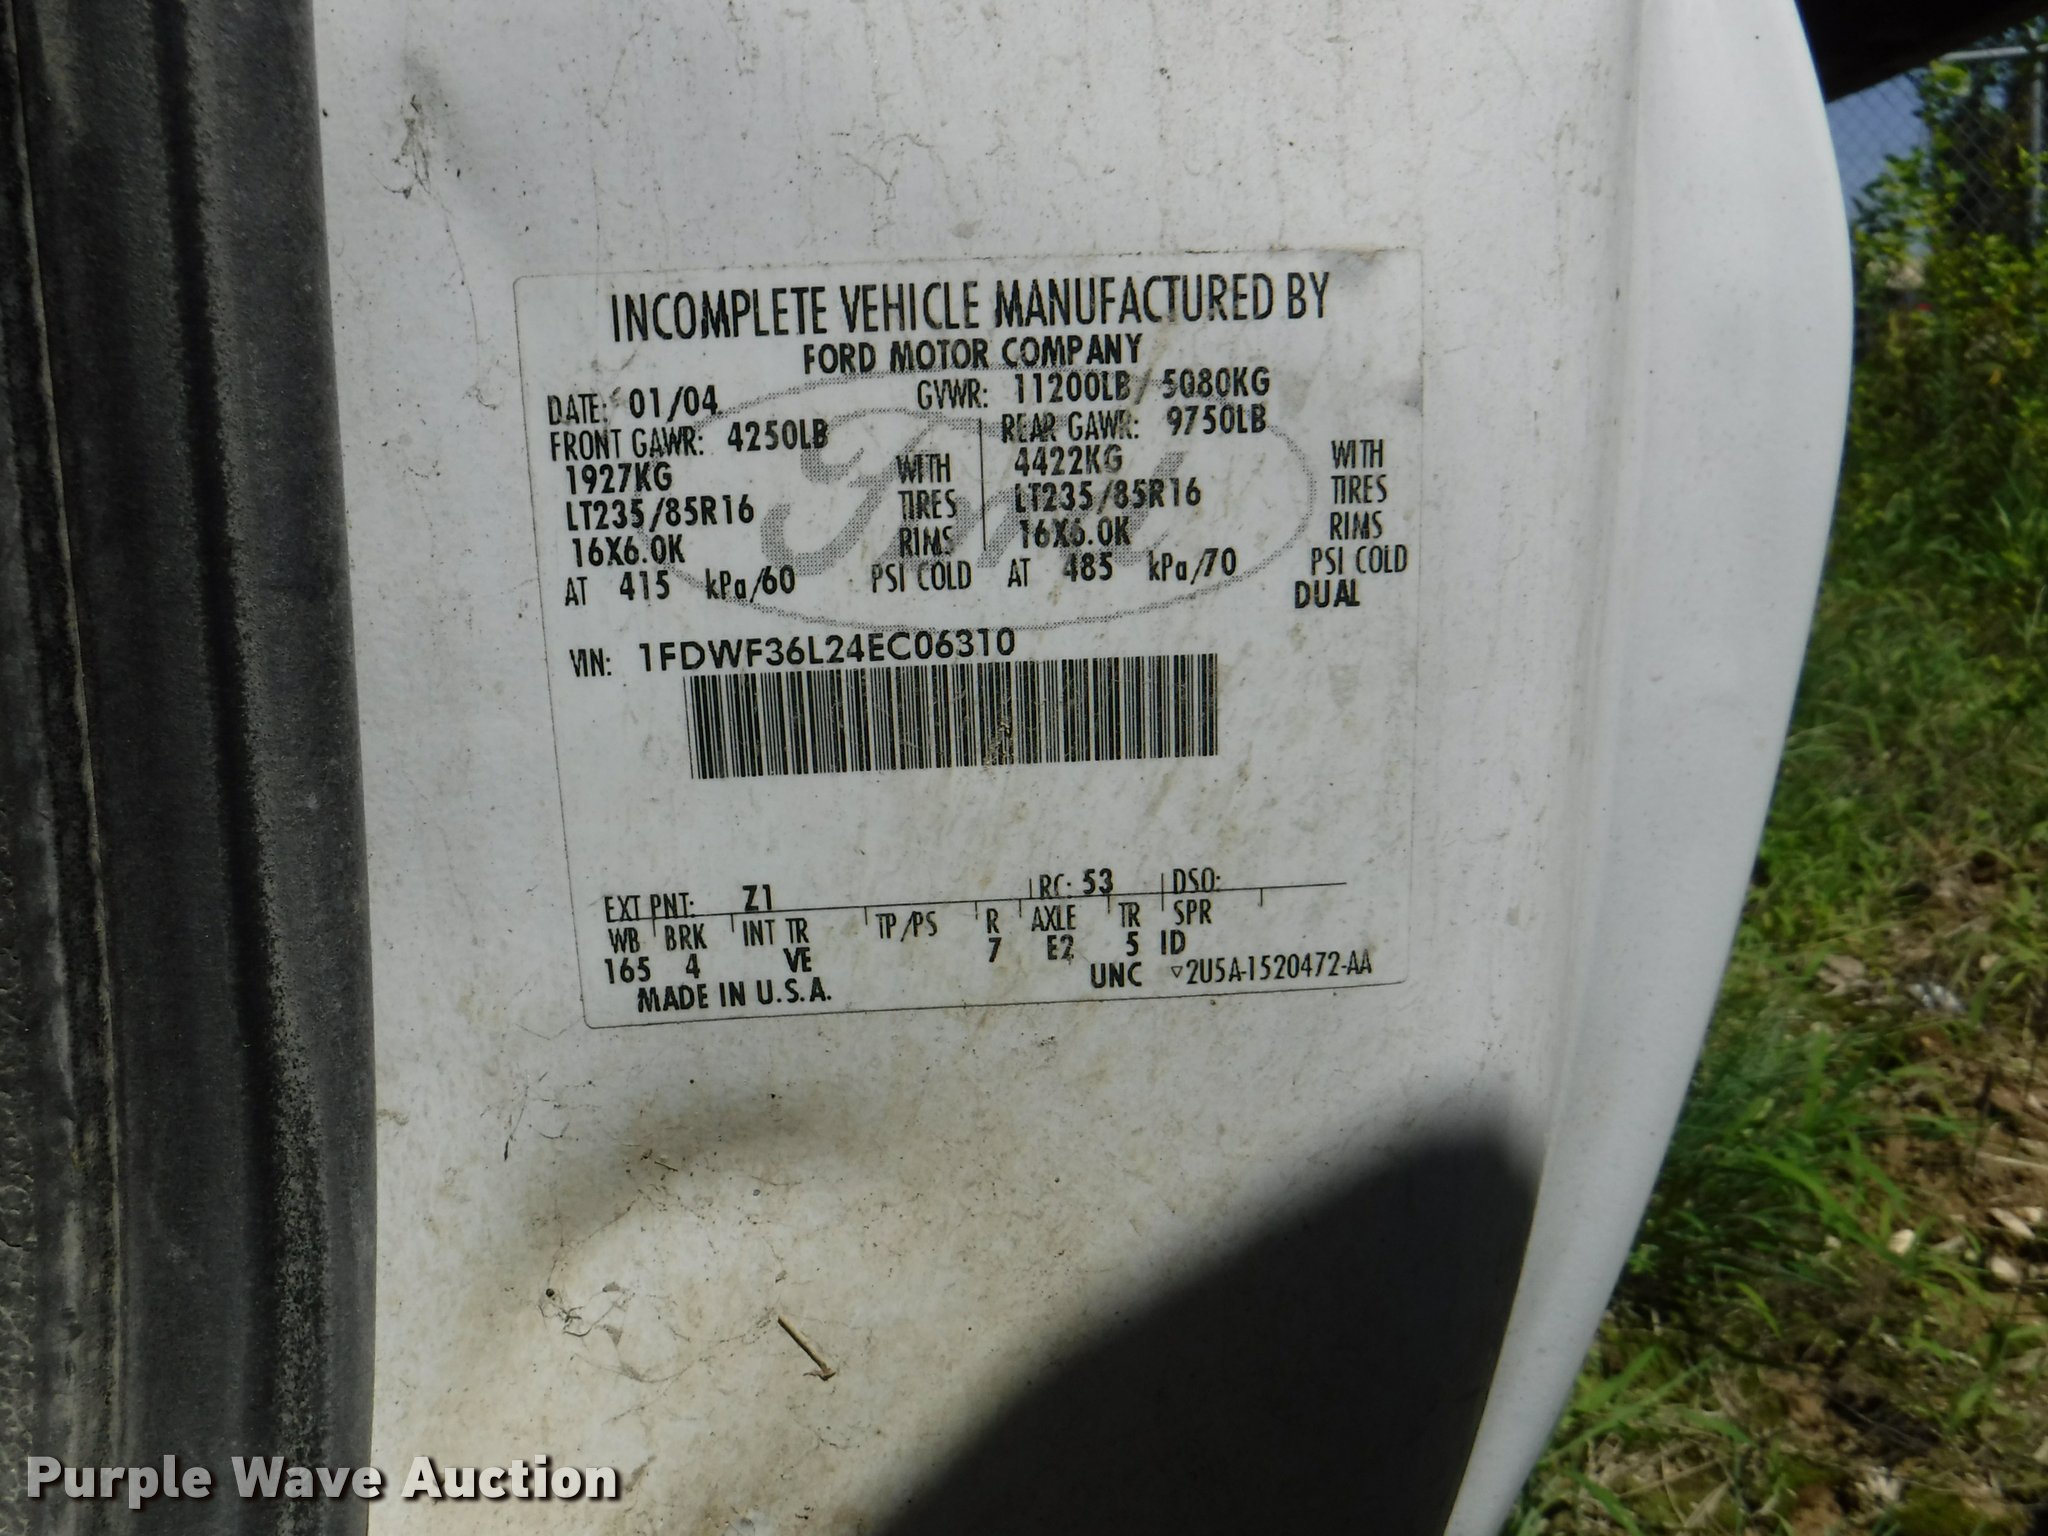 INCOMPLETE VEHICLE MANUFACTURED BY
FORD MOTOR COMPANY
DATE: 01/04 GVWR: 11200LB / 5080KG
FRONT GAWR: 4250LB REAR GAWR: 9750LB
1927KG WITH 4422KG WITH
LT235/85R16 TIRES LT235/85R16 TIRES
16X6.0K RIMS 16X6.0K RIMS
AT 415 kPa/60 PSI COLD AT 485 kPa/70 PSI COLD
DUAL
VIN: 1FDWF36L24EC06310
EXT PNT: Z1 RC: 53 DSO:
WB BRK INT TR TP/PS R AXLE TR SPR
165 4 VE 7 E2 5 ID
MADE IN U.S.A. UNC ▽2U5A-1520472-AA
Ford
Purple Wave Auction